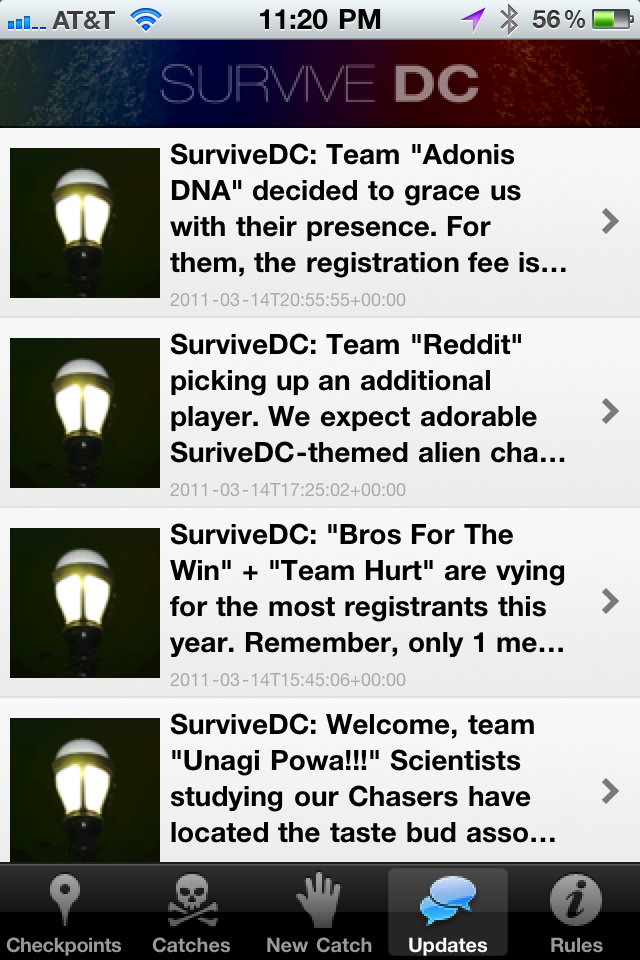 AT&T 11:20 PM 56%
SURVIVE DC
SurviveDC: Team "Adonis
DNA" decided to grace us
with their presence. For
them, the registration fee is...
2011-03-14T20:55:55+00:00
SurviveDC: Team "Reddit"
picking up an additional
player. We expect adorable
SuriveDC-themed alien cha...
2011-03-14T17:25:02+00:00
SurviveDC: "Bros For The
Win" + "Team Hurt" are vying
for the most registrants this
year. Remember, only 1 me...
2011-03-14T15:45:06+00:00
SurviveDC: Welcome, team
"Unagi Powa!!!" Scientists
studying our Chasers have
located the taste bud asso...
Checkpoints Catches New Catch Updates Rules